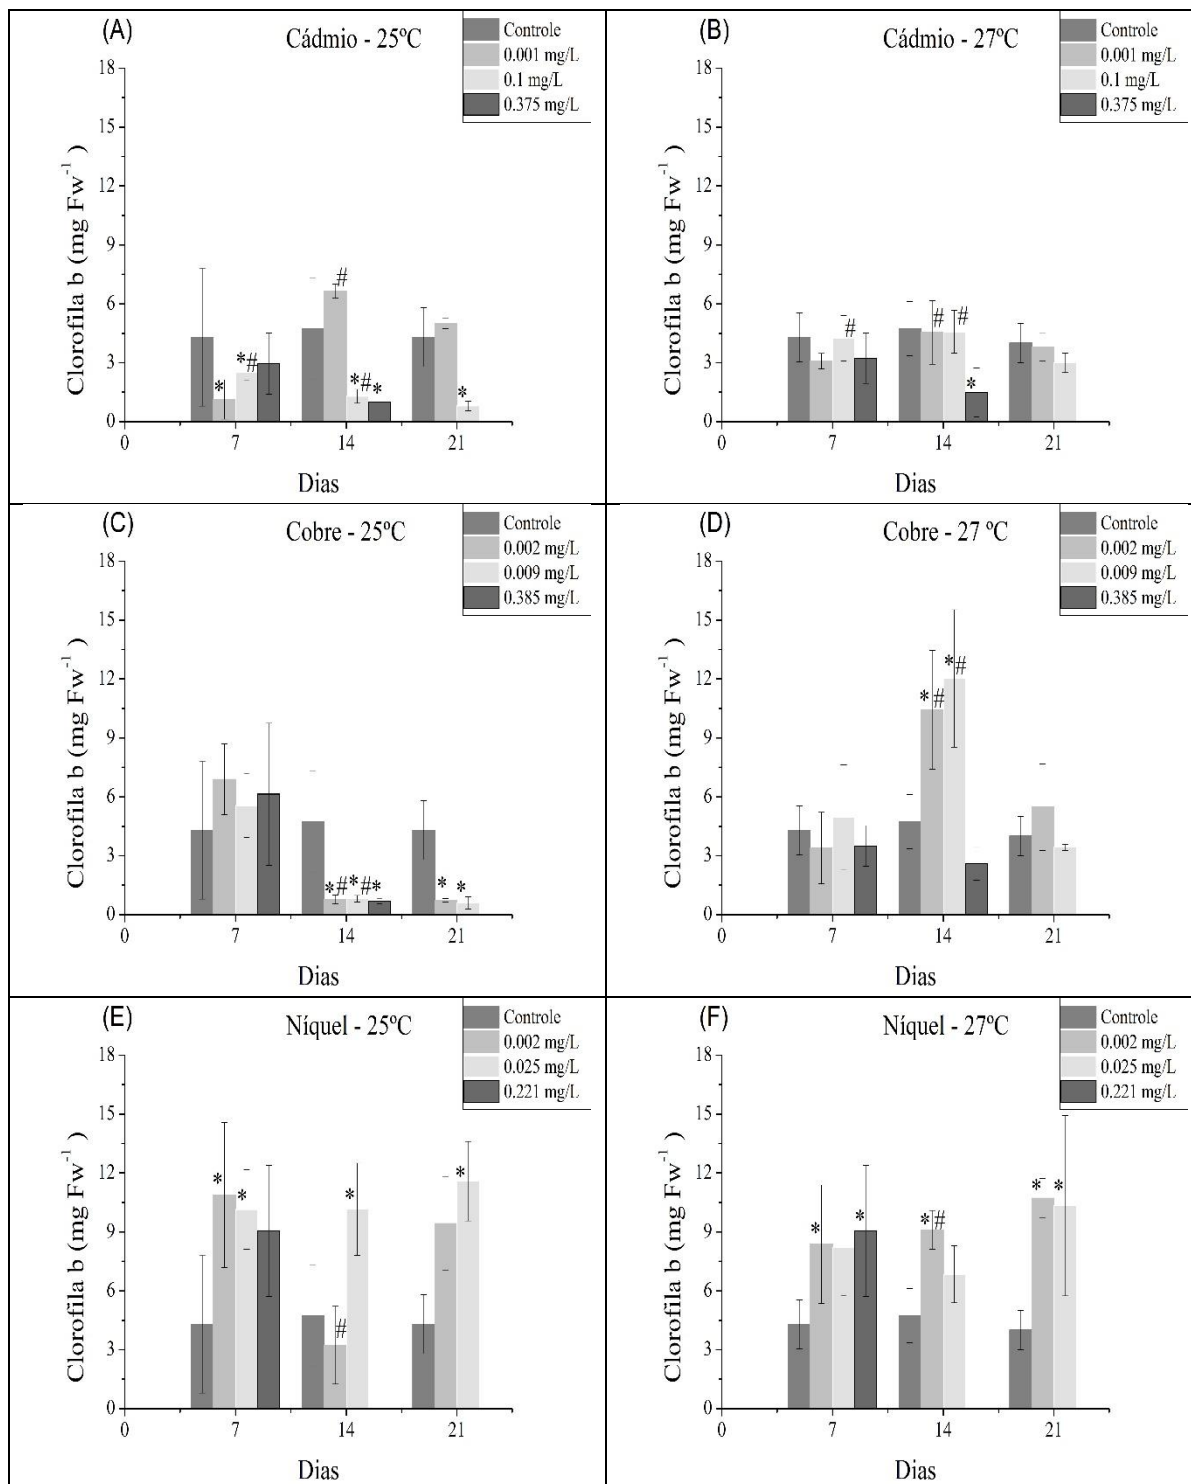 (A)
Cádmio - 25ºC
Controle
0.001 mg/L
0.1 mg/L
0.375 mg/L
18
15
12
9
6
3
0
Clorofila b (mg Fw⁻¹)
*
*#
#
*#
*
*
0 7 14 21
Dias
(B)
Cádmio - 27ºC
Controle
0.001 mg/L
0.1 mg/L
0.375 mg/L
18
15
12
9
6
3
0
Clorofila b (mg Fw⁻¹)
#
#
#
*
0 7 14 21
Dias
(C)
Cobre - 25ºC
Controle
0.002 mg/L
0.009 mg/L
0.385 mg/L
18
15
12
9
6
3
0
Clorofila b (mg Fw⁻¹)
*#*#*
* *
0 7 14 21
Dias
(D)
Cobre - 27 ºC
Controle
0.002 mg/L
0.009 mg/L
0.385 mg/L
18
15
12
9
6
3
0
Clorofila b (mg Fw⁻¹)
*#
*#
0 7 14 21
Dias
(E)
Níquel - 25ºC
Controle
0.002 mg/L
0.025 mg/L
0.221 mg/L
18
15
12
9
6
3
0
Clorofila b (mg Fw⁻¹)
*
*
#
*
*
0 7 14 21
Dias
(F)
Níquel - 27ºC
Controle
0.002 mg/L
0.025 mg/L
0.221 mg/L
18
15
12
9
6
3
0
Clorofila b (mg Fw⁻¹)
*
*
*#
* *
0 7 14 21
Dias